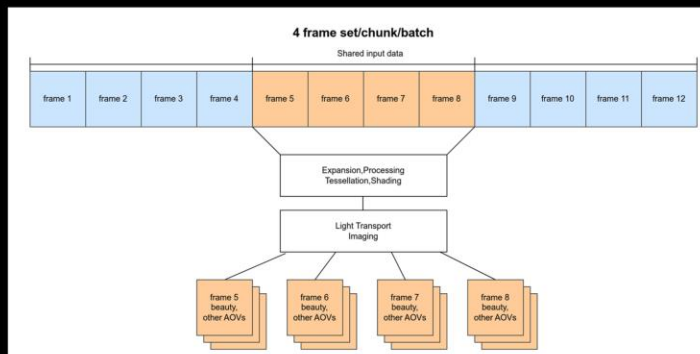 4 frame set/chunk/batch
Shared input data
frame 1
frame 2
frame 3
frame 4
frame 5
frame 6
frame 7
frame 8
frame 9
frame 10
frame 11
frame 12
Expansion,Processing
Tessellation,Shading
Light Transport
Imaging
frame 5
beauty,
other AOVs
frame 6
beauty,
other AOVs
frame 7
beauty,
other AOVs
frame 8
beauty,
other AOVs